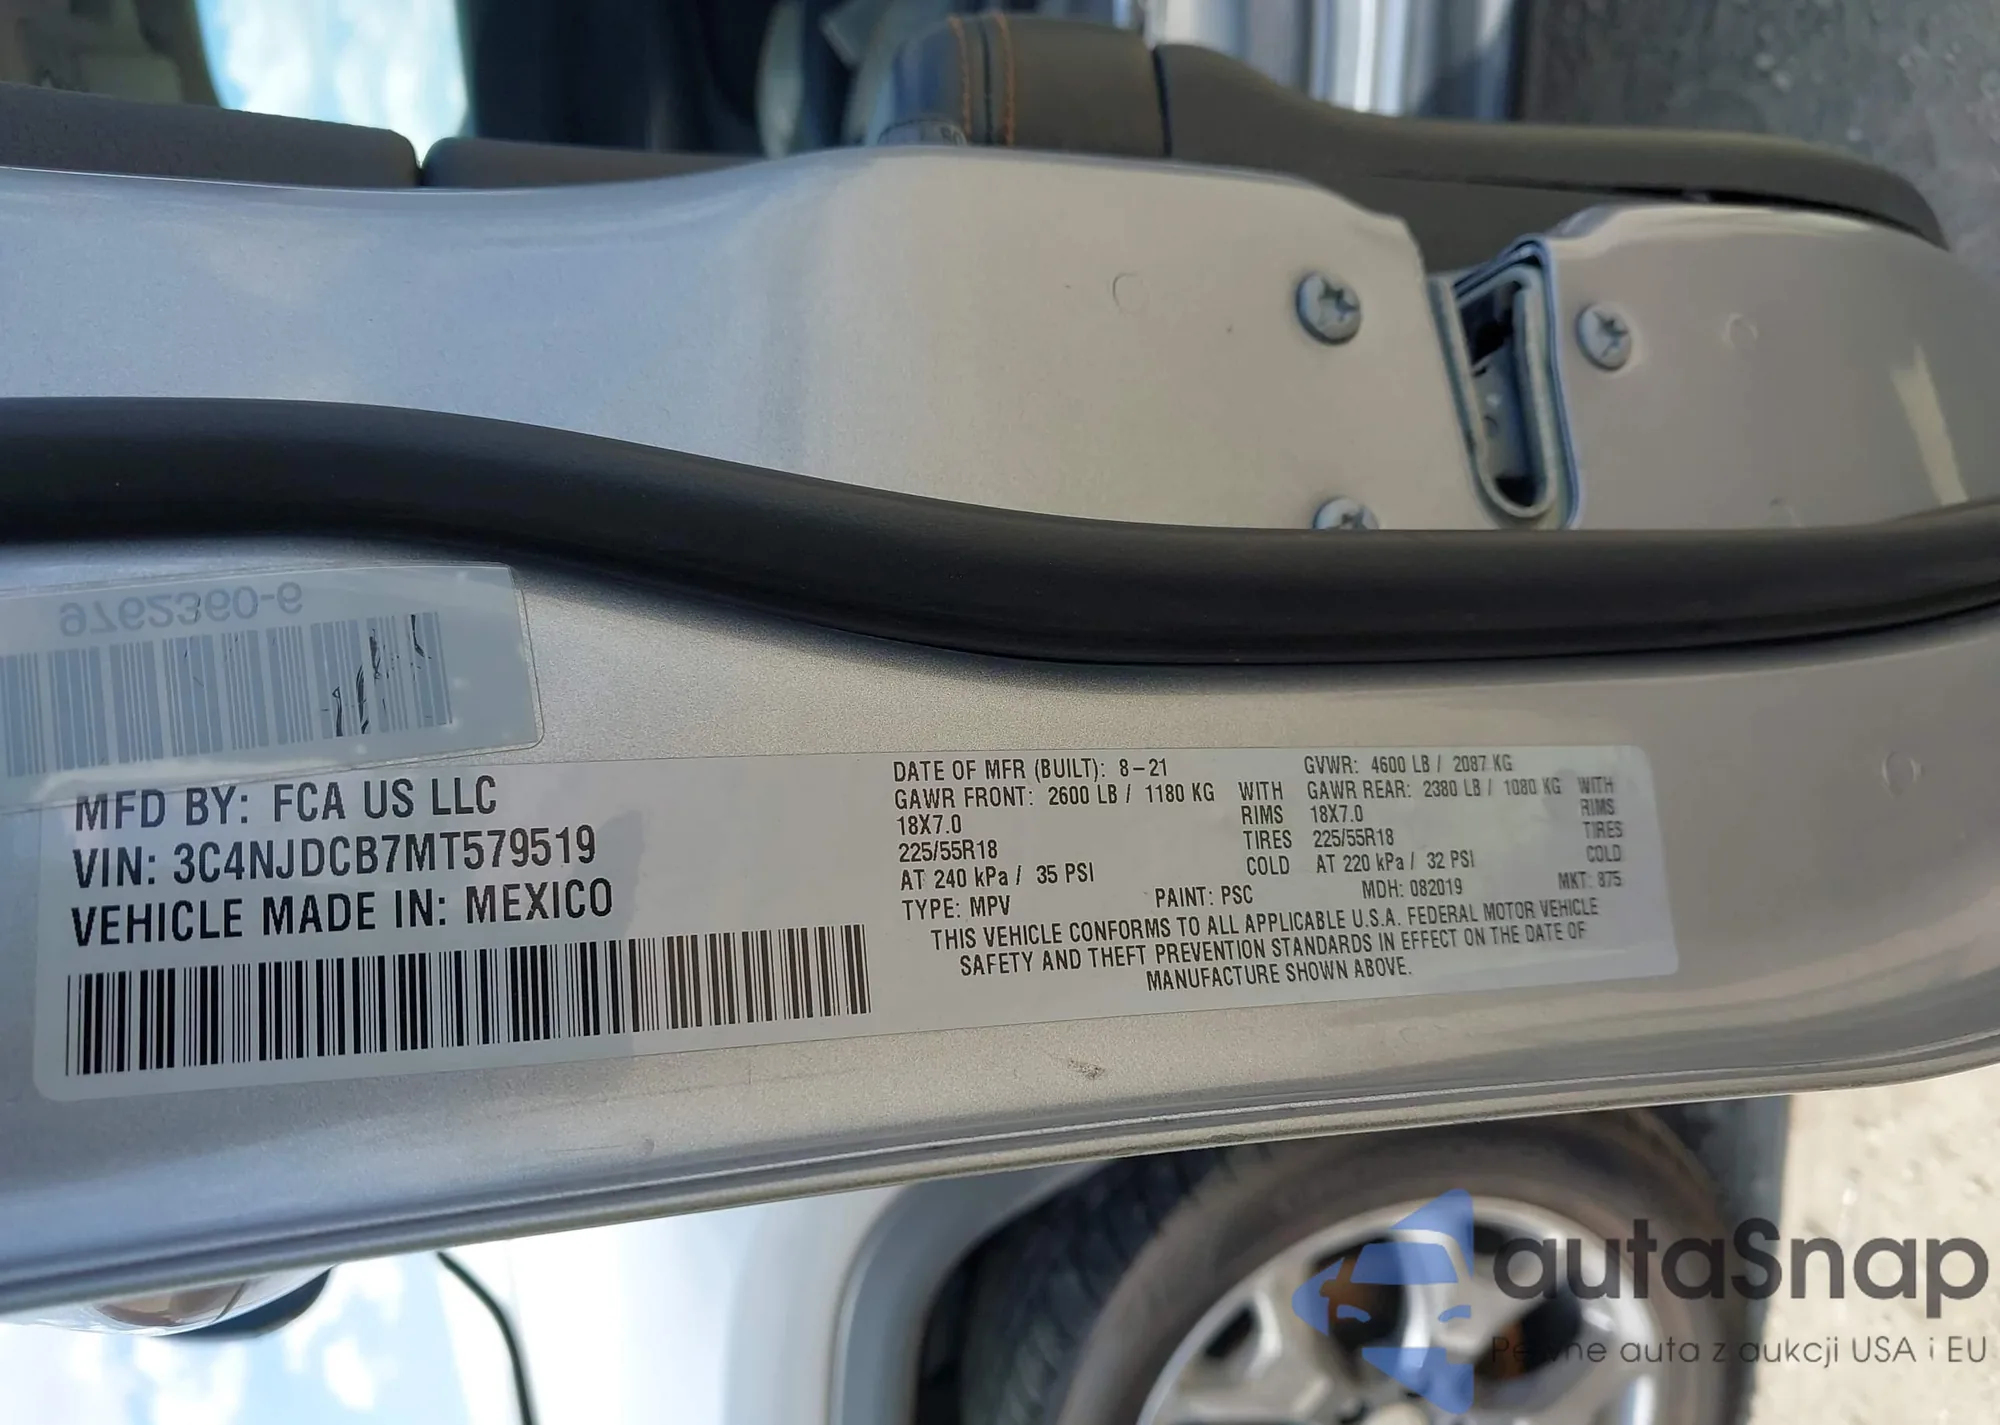 9762360-6
MFD BY: FCA US LLC
VIN: 3C4NJDCB7MT579519
VEHICLE MADE IN: MEXICO
DATE OF MFR (BUILT): 8-21 GVWR: 4600 LB / 2087 KG
GAWR FRONT: 2600 LB / 1180 KG WITH GAWR REAR: 2380 LB / 1080 KG WITH
18X7.0 RIMS 18X7.0 RIMS
225/55R18 TIRES 225/55R18 TIRES
AT 240 kPa / 35 PSI COLD AT 220 kPa / 32 PSI COLD
TYPE: MPV PAINT: PSC MDH: 082019 MKT: 875
THIS VEHICLE CONFORMS TO ALL APPLICABLE U.S.A. FEDERAL MOTOR VEHICLE
SAFETY AND THEFT PREVENTION STANDARDS IN EFFECT ON THE DATE OF
MANUFACTURE SHOWN ABOVE.
autaSnap
Pewne auta z aukcji USA i EU